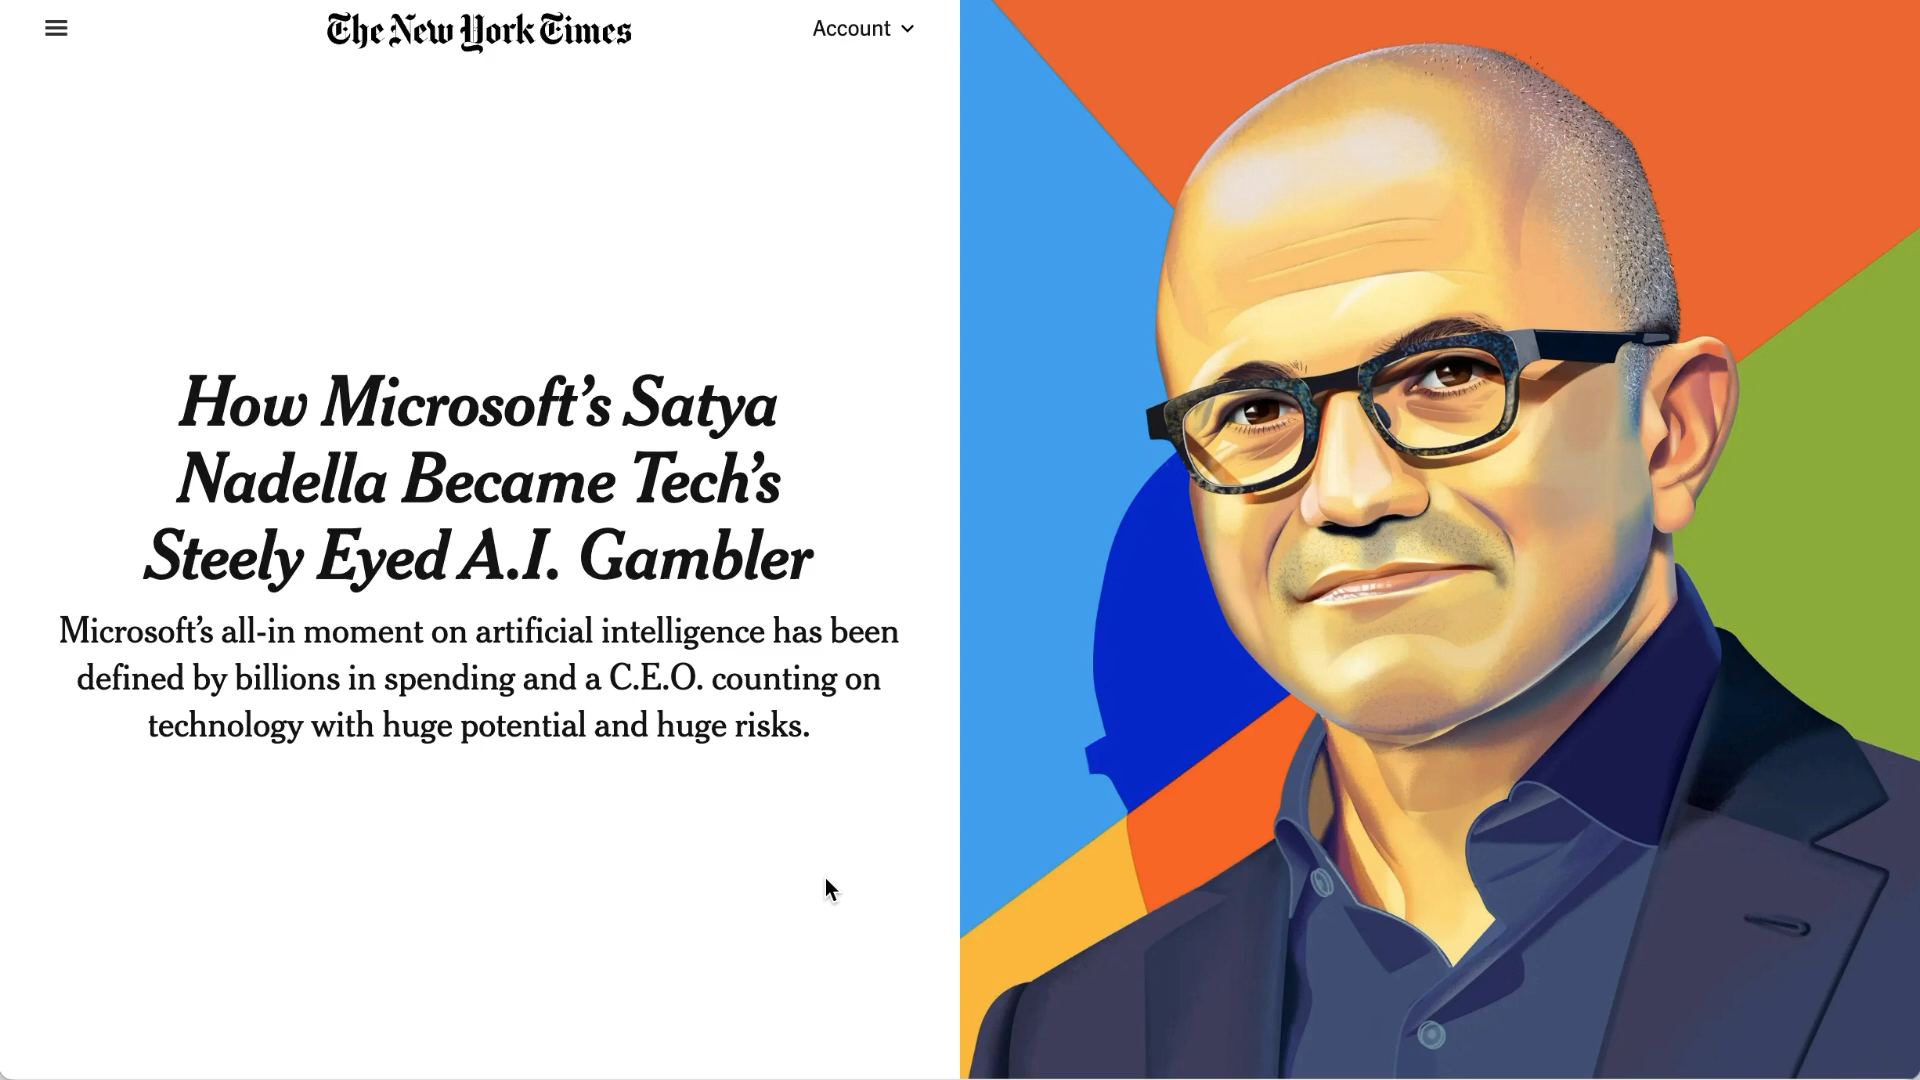 The New York Times
Account
How Microsoft’s Satya
Nadella Became Tech’s
Steely Eyed A.I. Gambler
Microsoft’s all-in moment on artificial intelligence has been
defined by billions in spending and a C.E.O. counting on
technology with huge potential and huge risks.